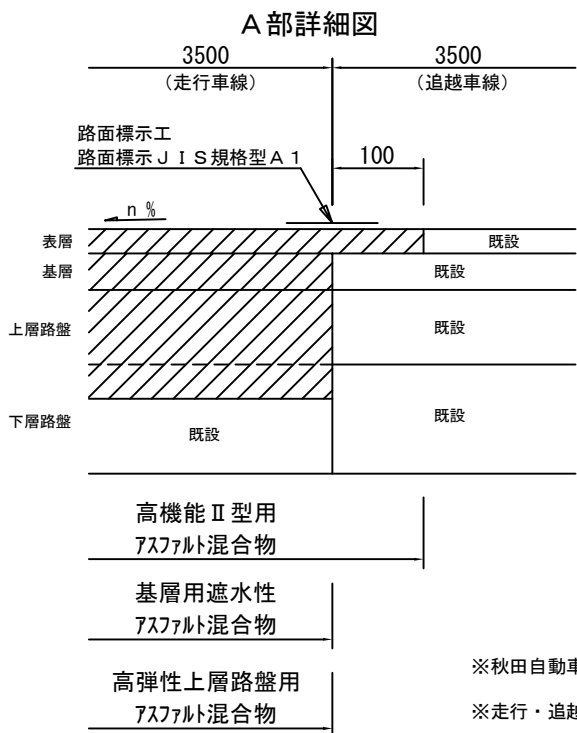 A部詳細図
3500
3500
(走行車線)
(追越車線)
路面標示工
路面標示JIS規格型A1
100
n %
表層
既設
基層
既設
上層路盤
既設
下層路盤
既設
既設
高機能Ⅱ型用
アスファルト混合物
基層用遮水性
アスファルト混合物
高弾性上層路盤用
アスファルト混合物
※秋田自動車
※走行・追越